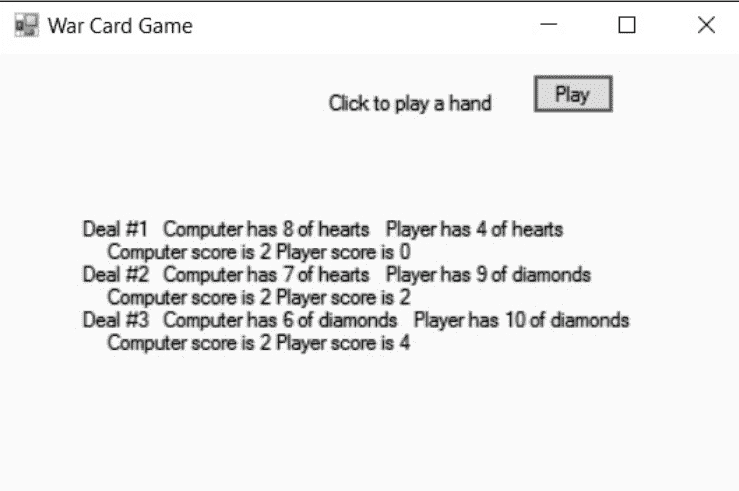 War Card Game
Click to play a hand Play
Deal #1 Computer has 8 of hearts Player has 4 of hearts
Computer score is 2 Player score is 0
Deal #2 Computer has 7 of hearts Player has 9 of diamonds
Computer score is 2 Player score is 2
Deal #3 Computer has 6 of diamonds Player has 10 of diamonds
Computer score is 2 Player score is 4